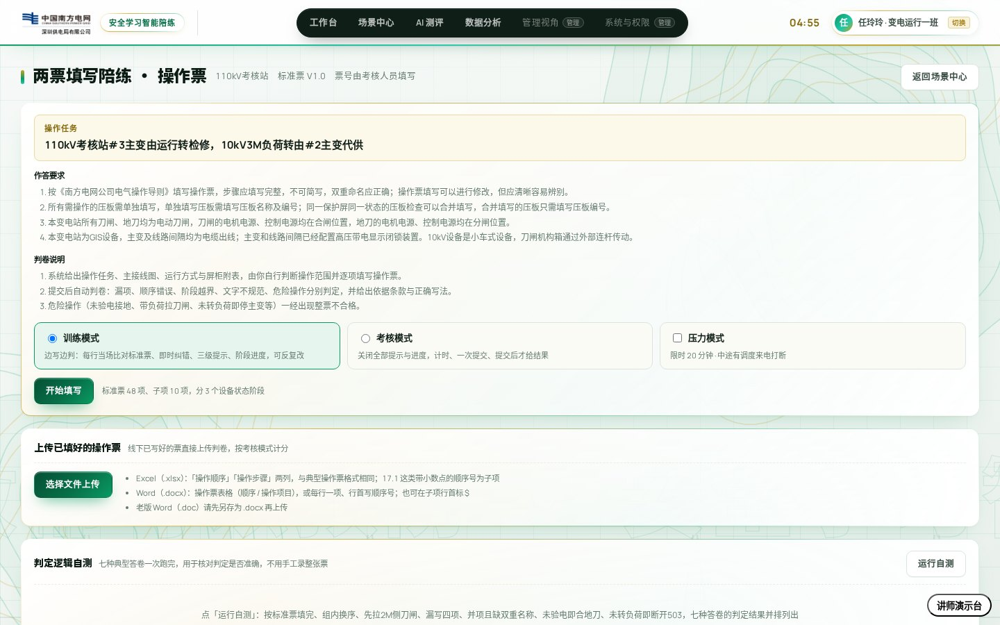 中国南方电网
CHINA SOUTHERN POWER GRID
深圳供电局有限公司
安全学习智能陪练
工作台
场景中心
AI 测评
数据分析
管理视角 管理
系统与权限 管理
04:55
任 任玲玲 · 变电运行一班 切换
两票填写陪练 • 操作票 110kV考核站 标准票 V1.0 票号由考核人员填写
返回场景中心
操作任务
110kV考核站#3主变由运行转检修，10kV3M负荷转由#2主变代供
作答要求
1. 按《南方电网公司电气操作导则》填写操作票，步骤应填写完整，不可简写，双重命名应正确；操作票填写可以进行修改，但应清晰容易辨别。
2. 所有需操作的压板需单独填写，单独填写压板需填写压板名称及编号；同一保护屏同一状态的压板检查可以合并填写，合并填写的压板只需填写压板编号。
3. 本变电站所有刀闸、地刀均为电动刀闸，刀闸的电机电源、控制电源均在合闸位置，地刀的电机电源、控制电源均在分闸位置。
4. 本变电站为GIS设备，主变及线路间隔均为电缆出线；主变和线路间隔已经配置高压带电显示闭锁装置。10kV设备是小车式设备，刀闸机构箱通过外部连杆传动。
判卷说明
1. 系统给出操作任务、主接线图、运行方式与屏柜附表，由你自行判断操作范围并逐项填写操作票。
2. 提交后自动判卷：漏项、顺序错误、阶段越界、文字不规范、危险操作分别判定，并给出依据条款与正确写法。
3. 危险操作（未验电接地、带负荷拉刀闸、未转负荷即停主变等）一经出现整票不合格。
训练模式
边写边判：每行当场比对标准票、即时纠错、三级提示、阶段进度，可反复改
考核模式
关闭全部提示与进度，计时、一次提交、提交后才给结果
压力模式
限时 20 分钟 · 中途有调度来电打断
开始填写
标准票 48 项、子项 10 项，分 3 个设备状态阶段
上传已填好的操作票 线下已写好的票直接上传判卷，按考核模式计分
选择文件上传
• Excel（.xlsx）：「操作顺序」「操作步骤」两列，与典型操作票格式相同；17.1 这类带小数点的顺序号为子项
• Word（.docx）：操作票表格（顺序 / 操作项目），或每行一项、行首写顺序号；也可在子项行首标 $
• 老版 Word（.doc）请先另存为 .docx 再上传
判定逻辑自测 七种典型答卷一次跑完，用于核对判定是否准确，不用手工录整张票
运行自测
点「运行自测」：按标准票填完、组内换序、先拉2M侧刀闸、漏写四项、并项且缺双重名称、未验电即合地刀、未转负荷即断开503，七种答卷的判定结果并排列出
讲师演示台